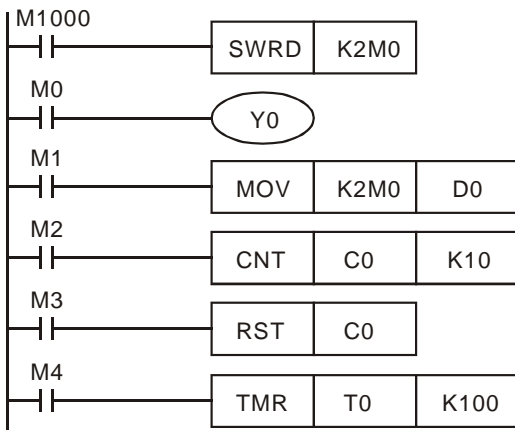 M1000
SWRD K2M0
M0
Y0
M1
MOV K2M0 D0
M2
CNT C0 K10
M3
RST C0
M4
TMR T0 K100